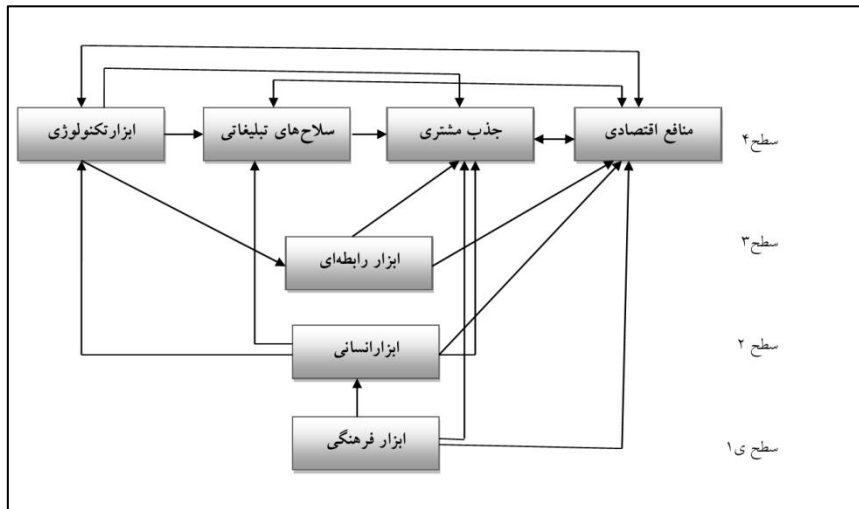 منافع اقتصادی
جذب مشتری
سلاح‌های تبلیغاتی
ابزارتکنولوژی
سطح۴
ابزار رابطه‌ای
سطح۳
ابزارانسانی
سطح ۲
ابزار فرهنگی
سطح ی۱